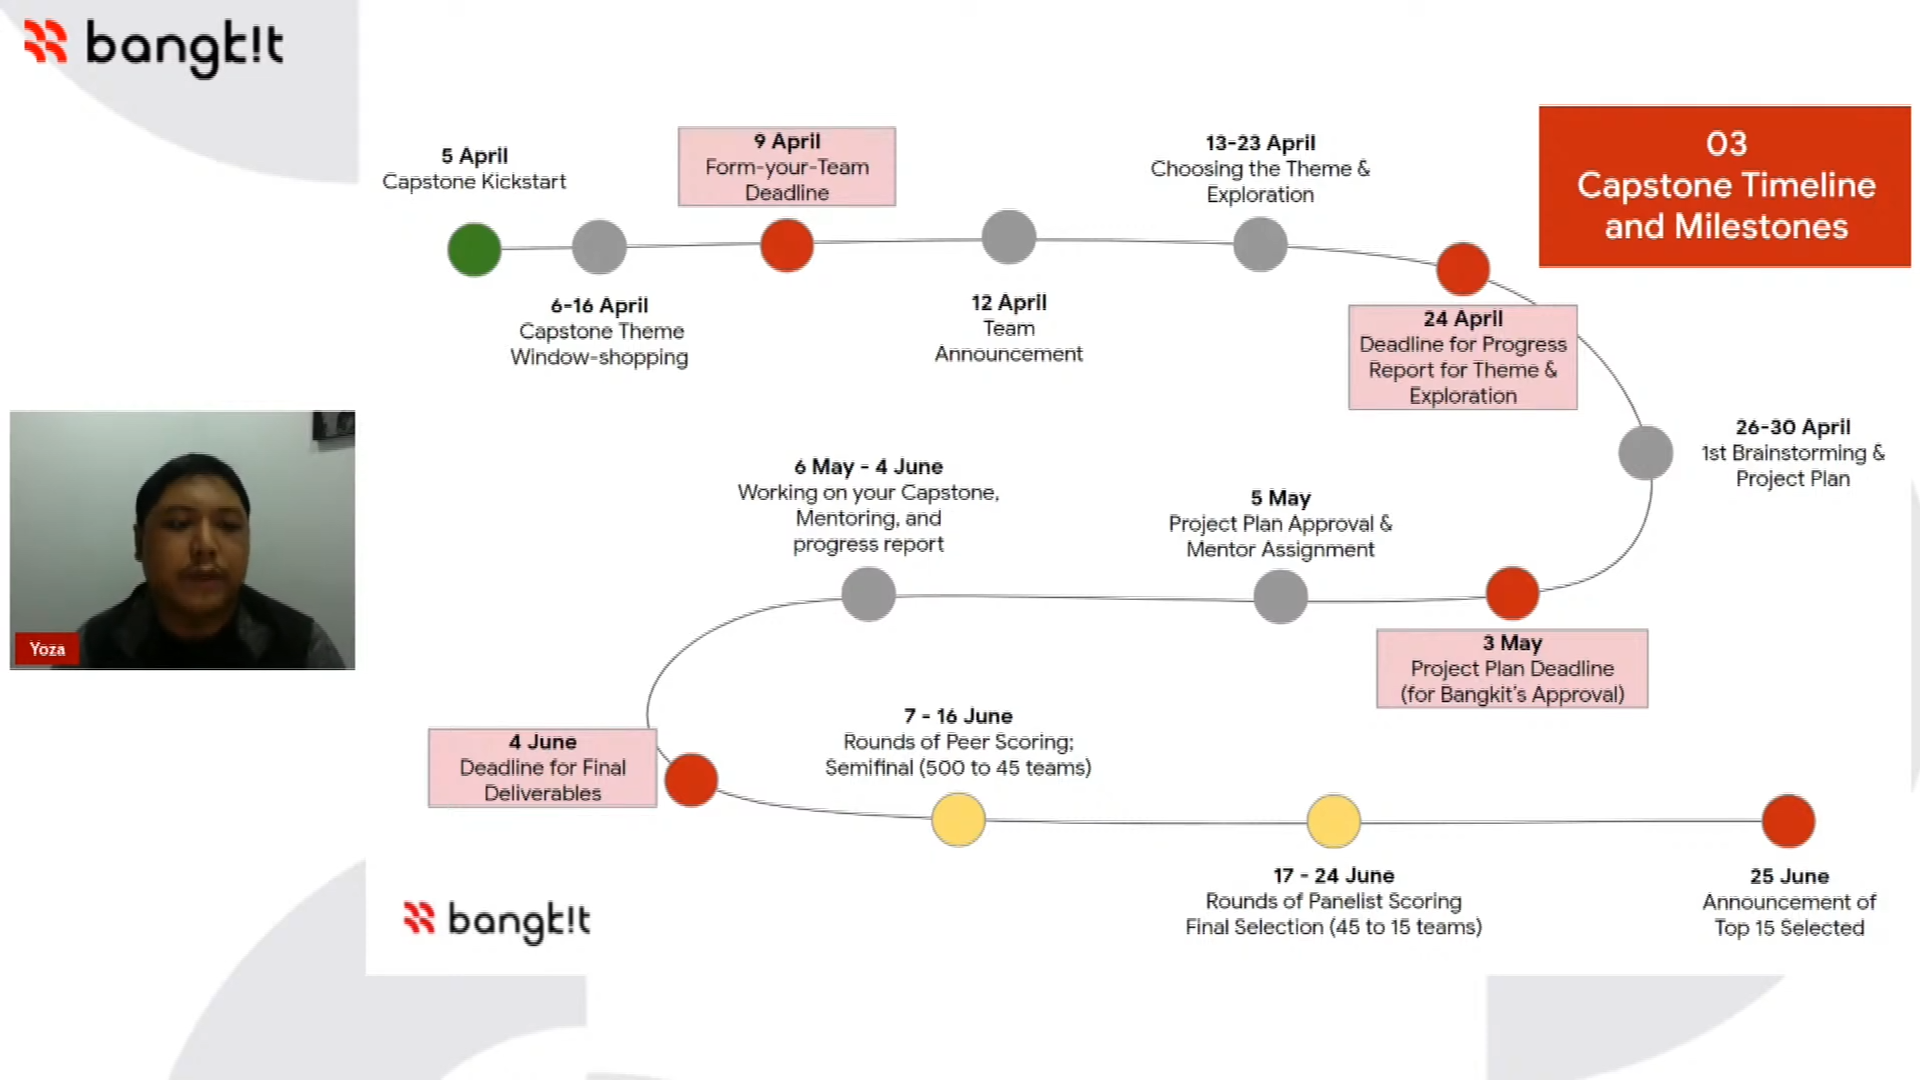 bangk!t
03
Capstone Timeline
and Milestones
5 April
Capstone Kickstart
6-16 April
Capstone Theme
Window-shopping
9 April
Form-your-Team
Deadline
12 April
Team
Announcement
13-23 April
Choosing the Theme &
Exploration
24 April
Deadline for Progress
Report for Theme &
Exploration
26-30 April
1st Brainstorming &
Project Plan
3 May
Project Plan Deadline
(for Bangkit's Approval)
5 May
Project Plan Approval &
Mentor Assignment
6 May - 4 June
Working on your Capstone,
Mentoring, and
progress report
4 June
Deadline for Final
Deliverables
7 - 16 June
Rounds of Peer Scoring;
Semifinal (500 to 45 teams)
17 - 24 June
Rounds of Panelist Scoring
Final Selection (45 to 15 teams)
25 June
Announcement of
Top 15 Selected
Yoza
bangk!t